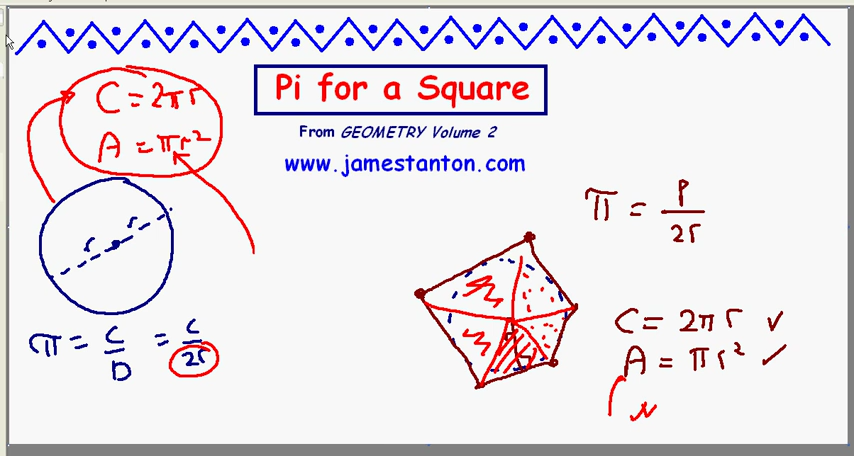 Pi for a Square
From GEOMETRY Volume 2
www.jamestanton.com
C = 2πr
A = πr²
r r
π = C/D = C/2r
π = P/2r
C = 2πr ✓
A = πr² ✓